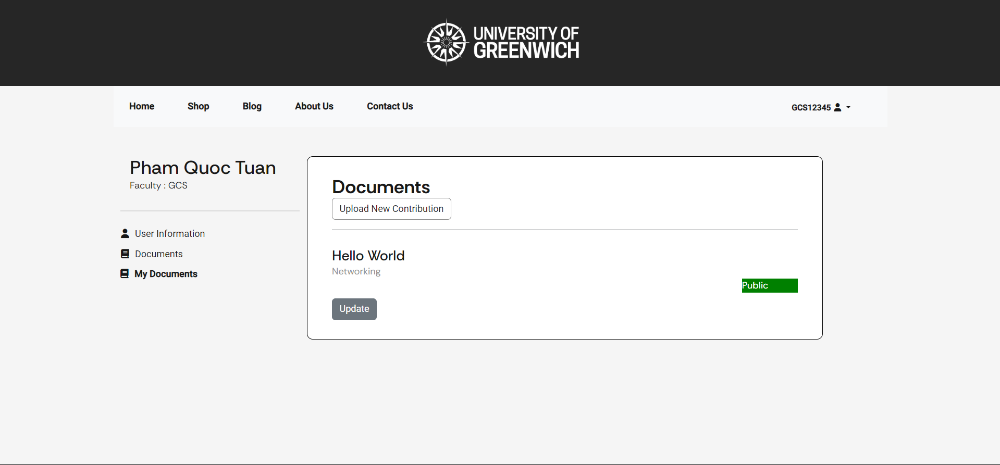 UNIVERSITY OF
GREENWICH
Home Shop Blog About Us Contact Us GCS12345
Pham Quoc Tuan
Faculty : GCS
User Information
Documents
My Documents
Documents
Upload New Contribution
Hello World
Networking
Public
Update